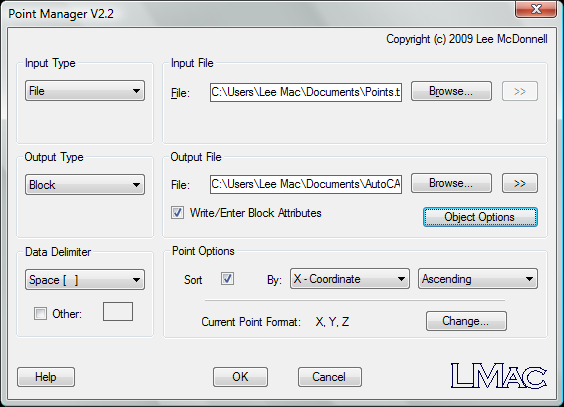 Point Manager V2.2
Copyright (c) 2009 Lee McDonnell
Input Type
File
Input File
File: C:\Users\Lee Mac\Documents\Points.t Browse... >>
Output Type
Block
Output File
File: C:\Users\Lee Mac\Documents\AutoCA Browse... >>
Write/Enter Block Attributes
Object Options
Data Delimiter
Space [ ]
Other:
Point Options
Sort By: X - Coordinate Ascending
Current Point Format: X, Y, Z Change...
Help OK Cancel LMAC